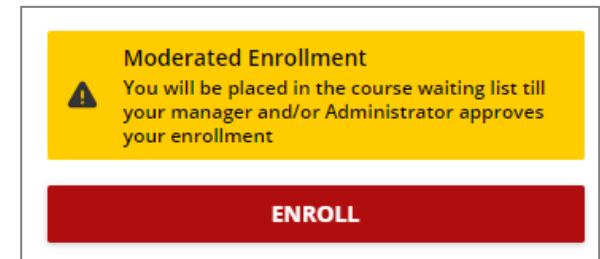 Moderated Enrollment
You will be placed in the course waiting list till
your manager and/or Administrator approves
your enrollment
ENROLL